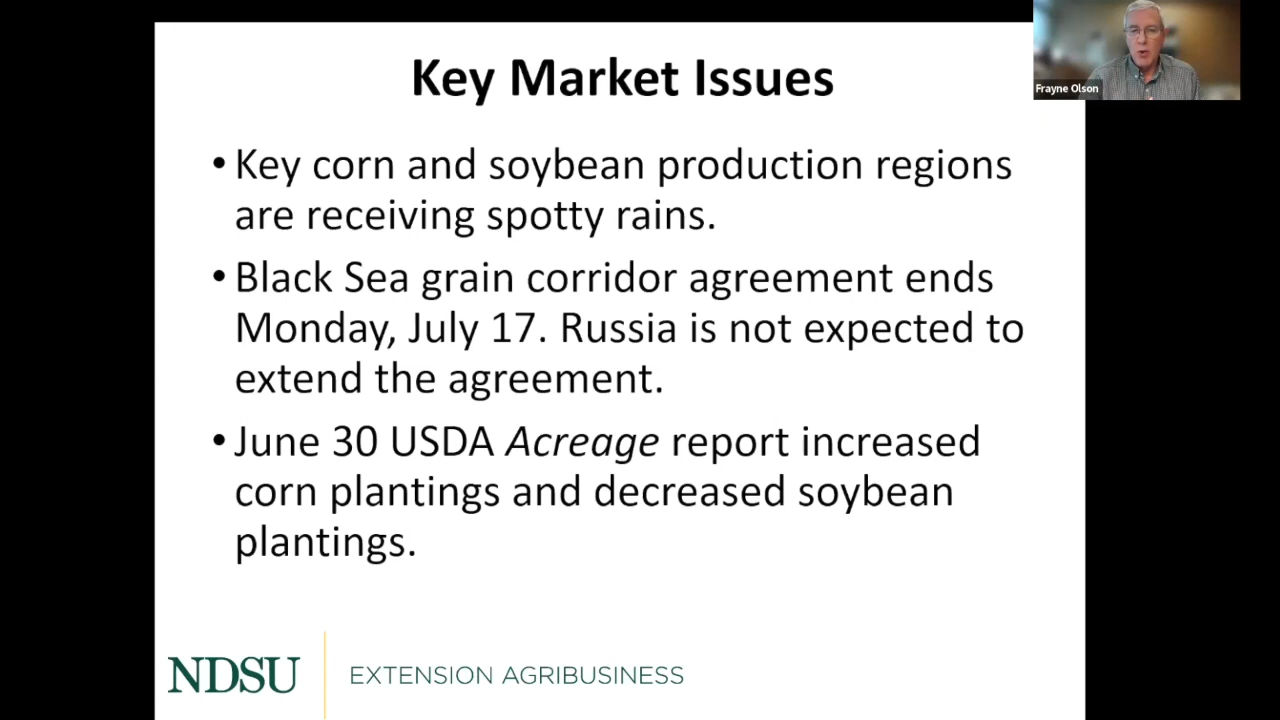 Key Market Issues
Frayne Olson
• Key corn and soybean production regions
are receiving spotty rains.
• Black Sea grain corridor agreement ends
Monday, July 17. Russia is not expected to
extend the agreement.
• June 30 USDA Acreage report increased
corn plantings and decreased soybean
plantings.
NDSU EXTENSION AGRIBUSINESS